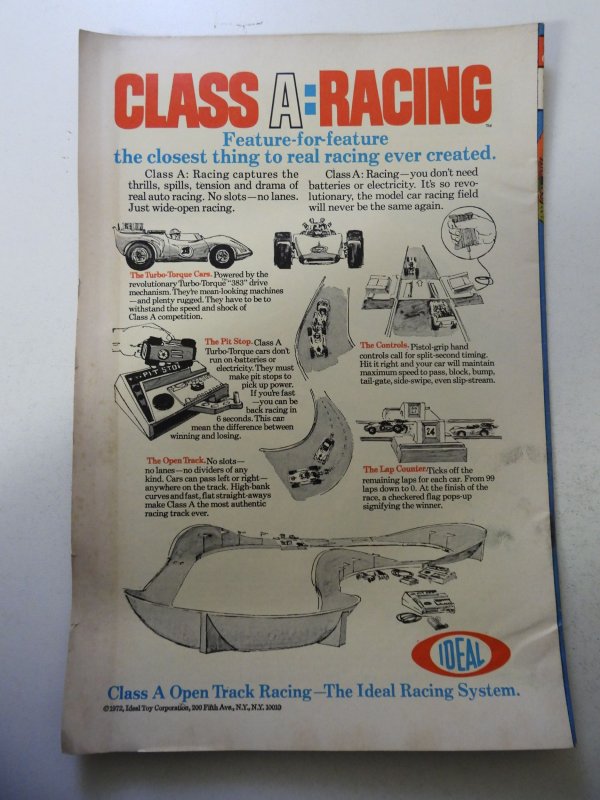 CLASS A: RACING
™
Feature-for-feature
the closest thing to real racing ever created.
Class A: Racing captures the
thrills, spills, tension and drama of
real auto racing. No slots—no lanes.
Just wide-open racing.
Class A: Racing—you don't need
batteries or electricity. It's so revo-
lutionary, the model car racing field
will never be the same again.
The Turbo-Torque Cars. Powered by the
revolutionary Turbo-Torque "383" drive
mechanism. They're mean-looking machines
—and plenty rugged. They have to be to
withstand the speed and shock of
Class A competition.
The Pit Stop. Class A
Turbo-Torque cars don't
run on batteries or
electricity. They must
make pit stops to
pick up power.
If you're fast
—you can be
back racing in
6 seconds. This can
mean the difference between
winning and losing.
PIT STOP
The Controls. Pistol-grip hand
controls call for split-second timing.
Hit it right and your car will maintain
maximum speed to pass, block, bump,
tail-gate, side-swipe, even slip-stream.
The Open Track. No slots—
no lanes—no dividers of any
kind. Cars can pass left or right—
anywhere on the track. High-bank
curves and fast, flat straight-aways
make Class A the most authentic
racing track ever.
24
The Lap Counter. Ticks off the
remaining laps for each car. From 99
laps down to 0. At the finish of the
race, a checkered flag pops-up
signifying the winner.
IDEAL
Class A Open Track Racing—The Ideal Racing System.
©1972, Ideal Toy Corporation, 200 Fifth Ave., N.Y., N.Y. 10010